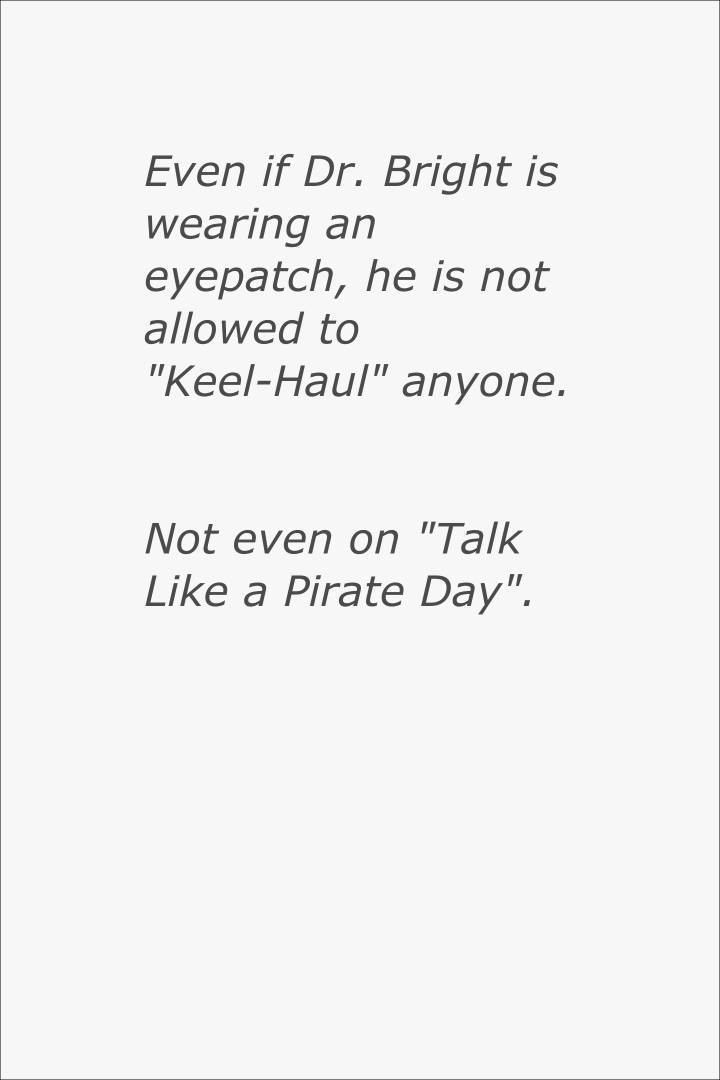 Even if Dr. Bright is
wearing an
eyepatch, he is not
allowed to
"Keel-Haul" anyone.
Not even on "Talk
Like a Pirate Day".